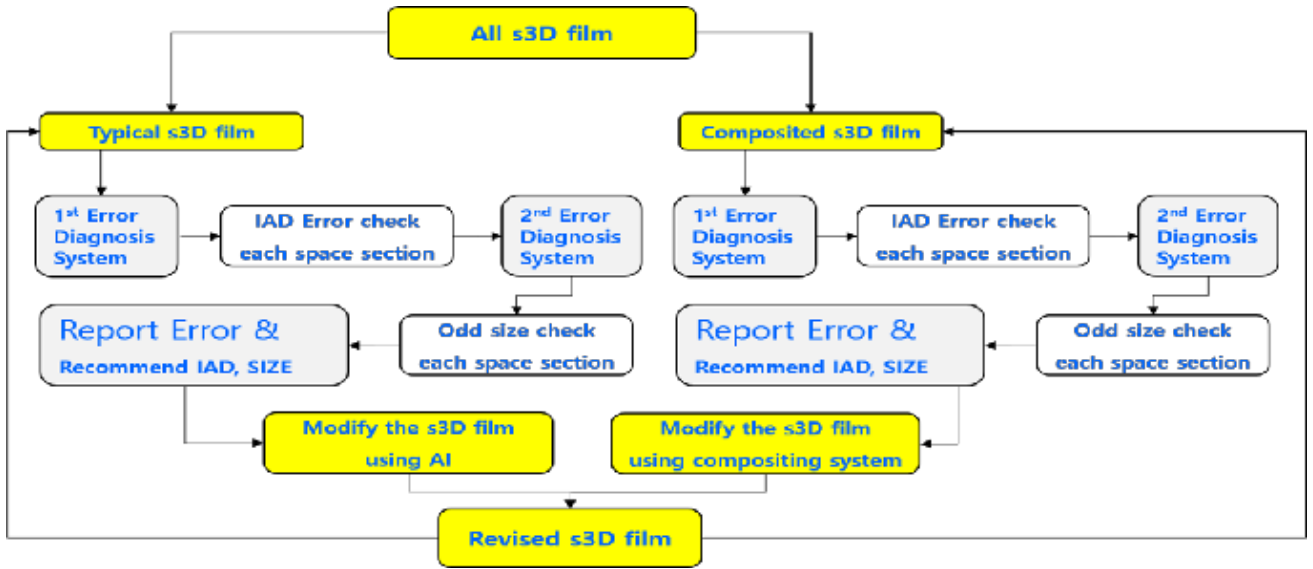 All s3D film
Typical s3D film
Composited s3D film
1st Error
Diagnosis
System
IAD Error check
each space section
2nd Error
Diagnosis
System
1st Error
Diagnosis
System
IAD Error check
each space section
2nd Error
Diagnosis
System
Report Error &
Recommend IAD, SIZE
Odd size check
each space section
Report Error &
Recommend IAD, SIZE
Odd size check
each space section
Modify the s3D film
using AI
Modify the s3D film
using compositing system
Revised s3D film